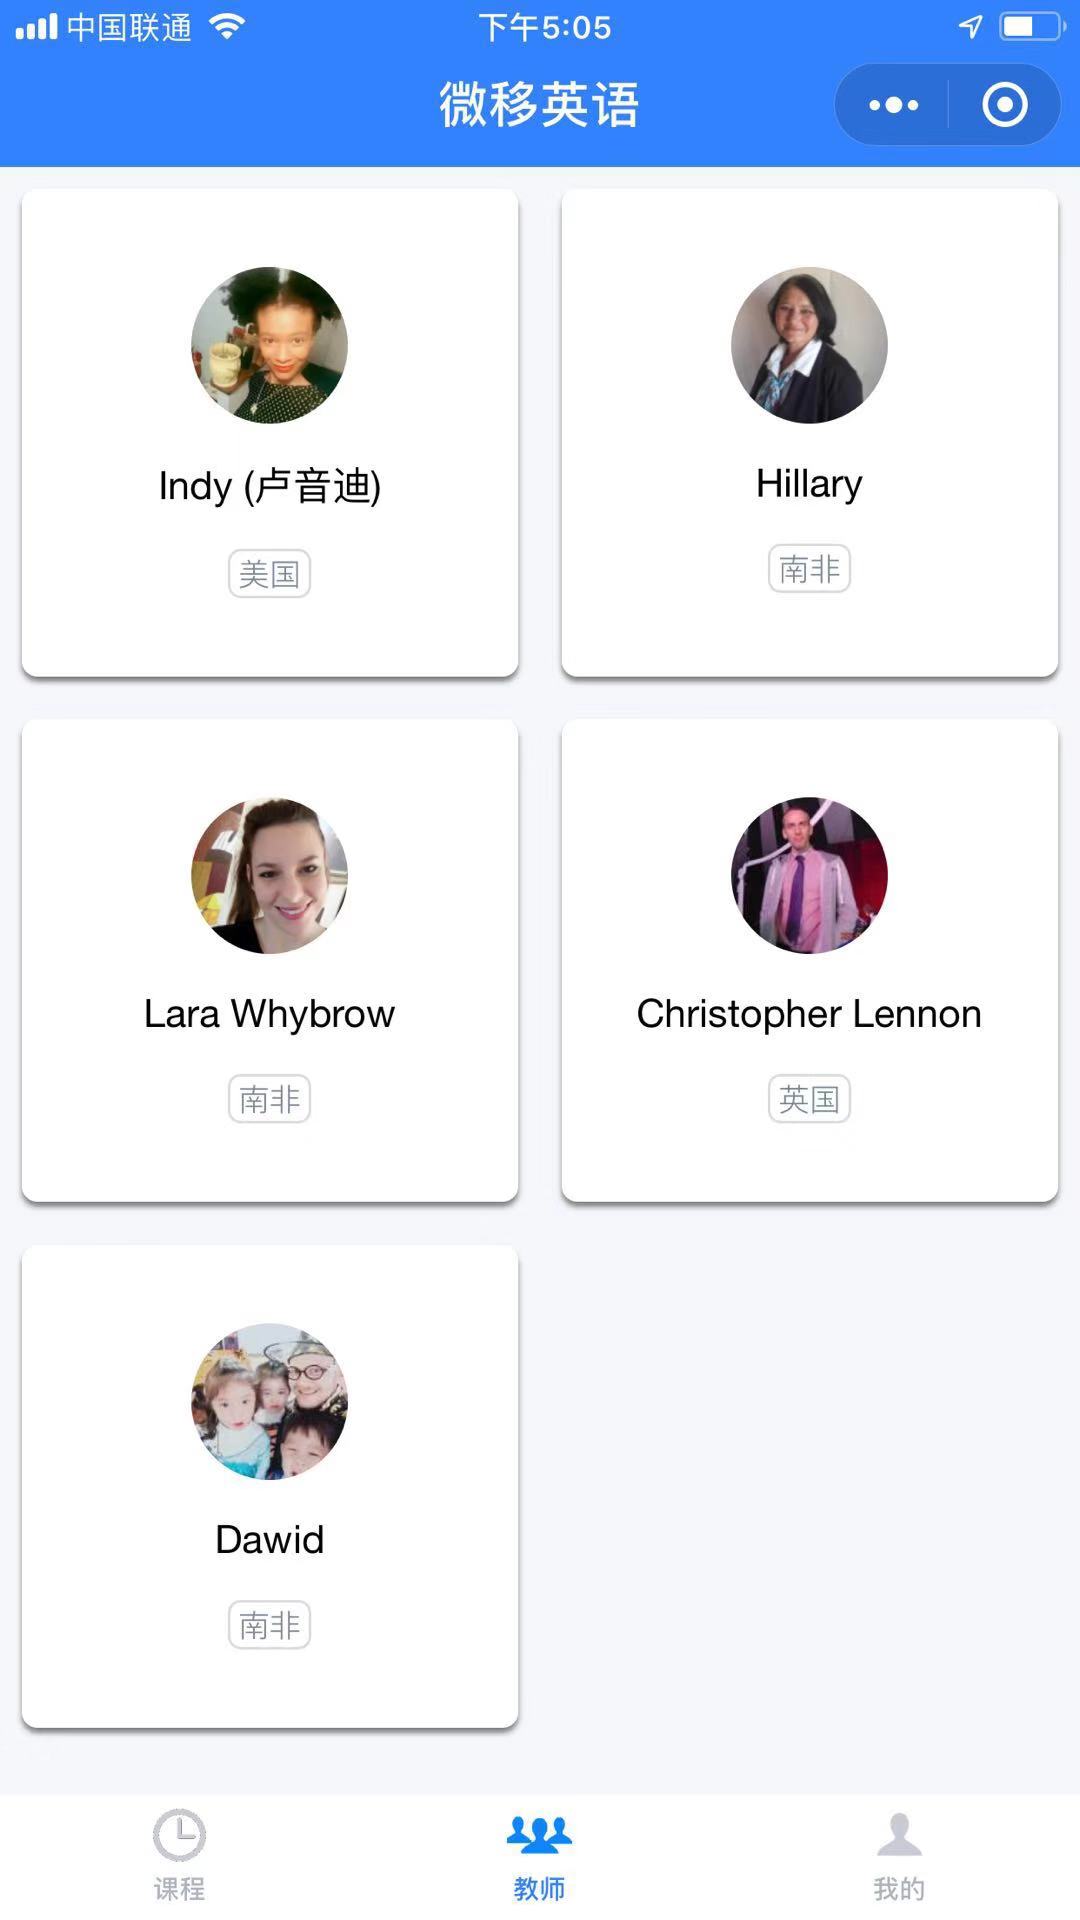 中国联通
下午5:05
微移英语
Indy (卢音迪)
美国
Hillary
南非
Lara Whybrow
南非
Christopher Lennon
英国
Dawid
南非
课程
教师
我的